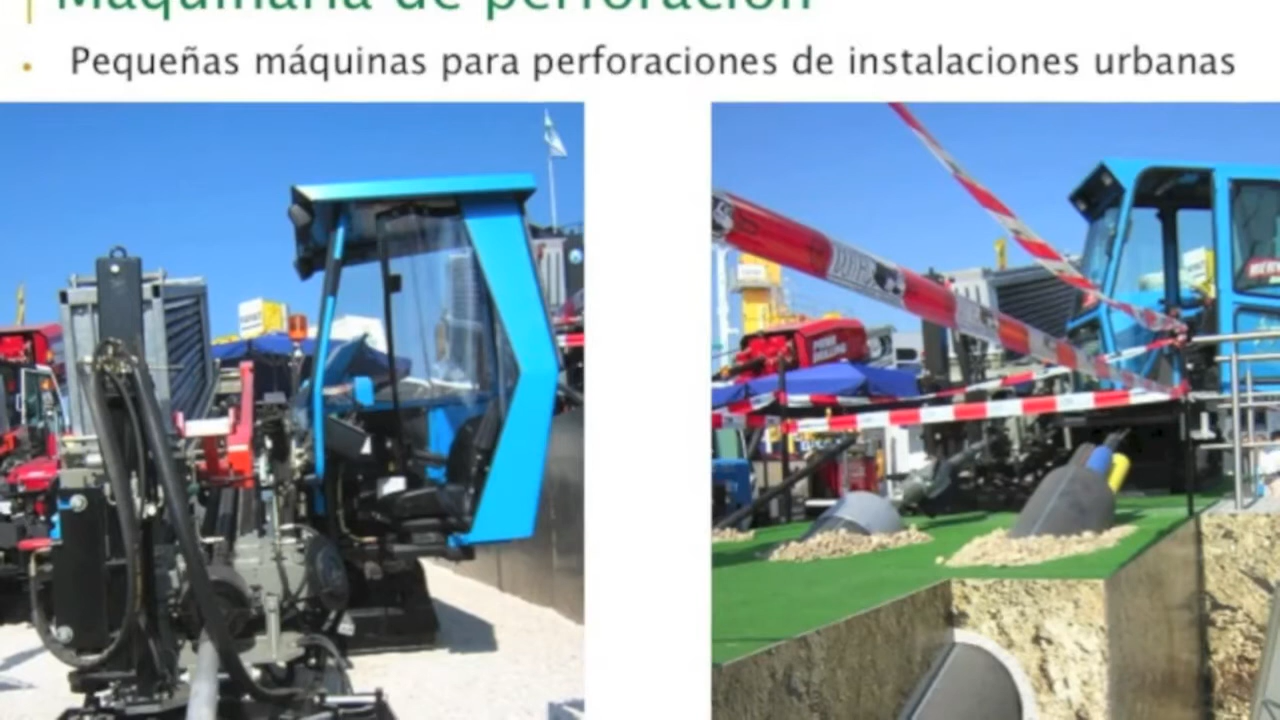 Maquinaria de perforación
Pequeñas máquinas para perforaciones de instalaciones urbanas